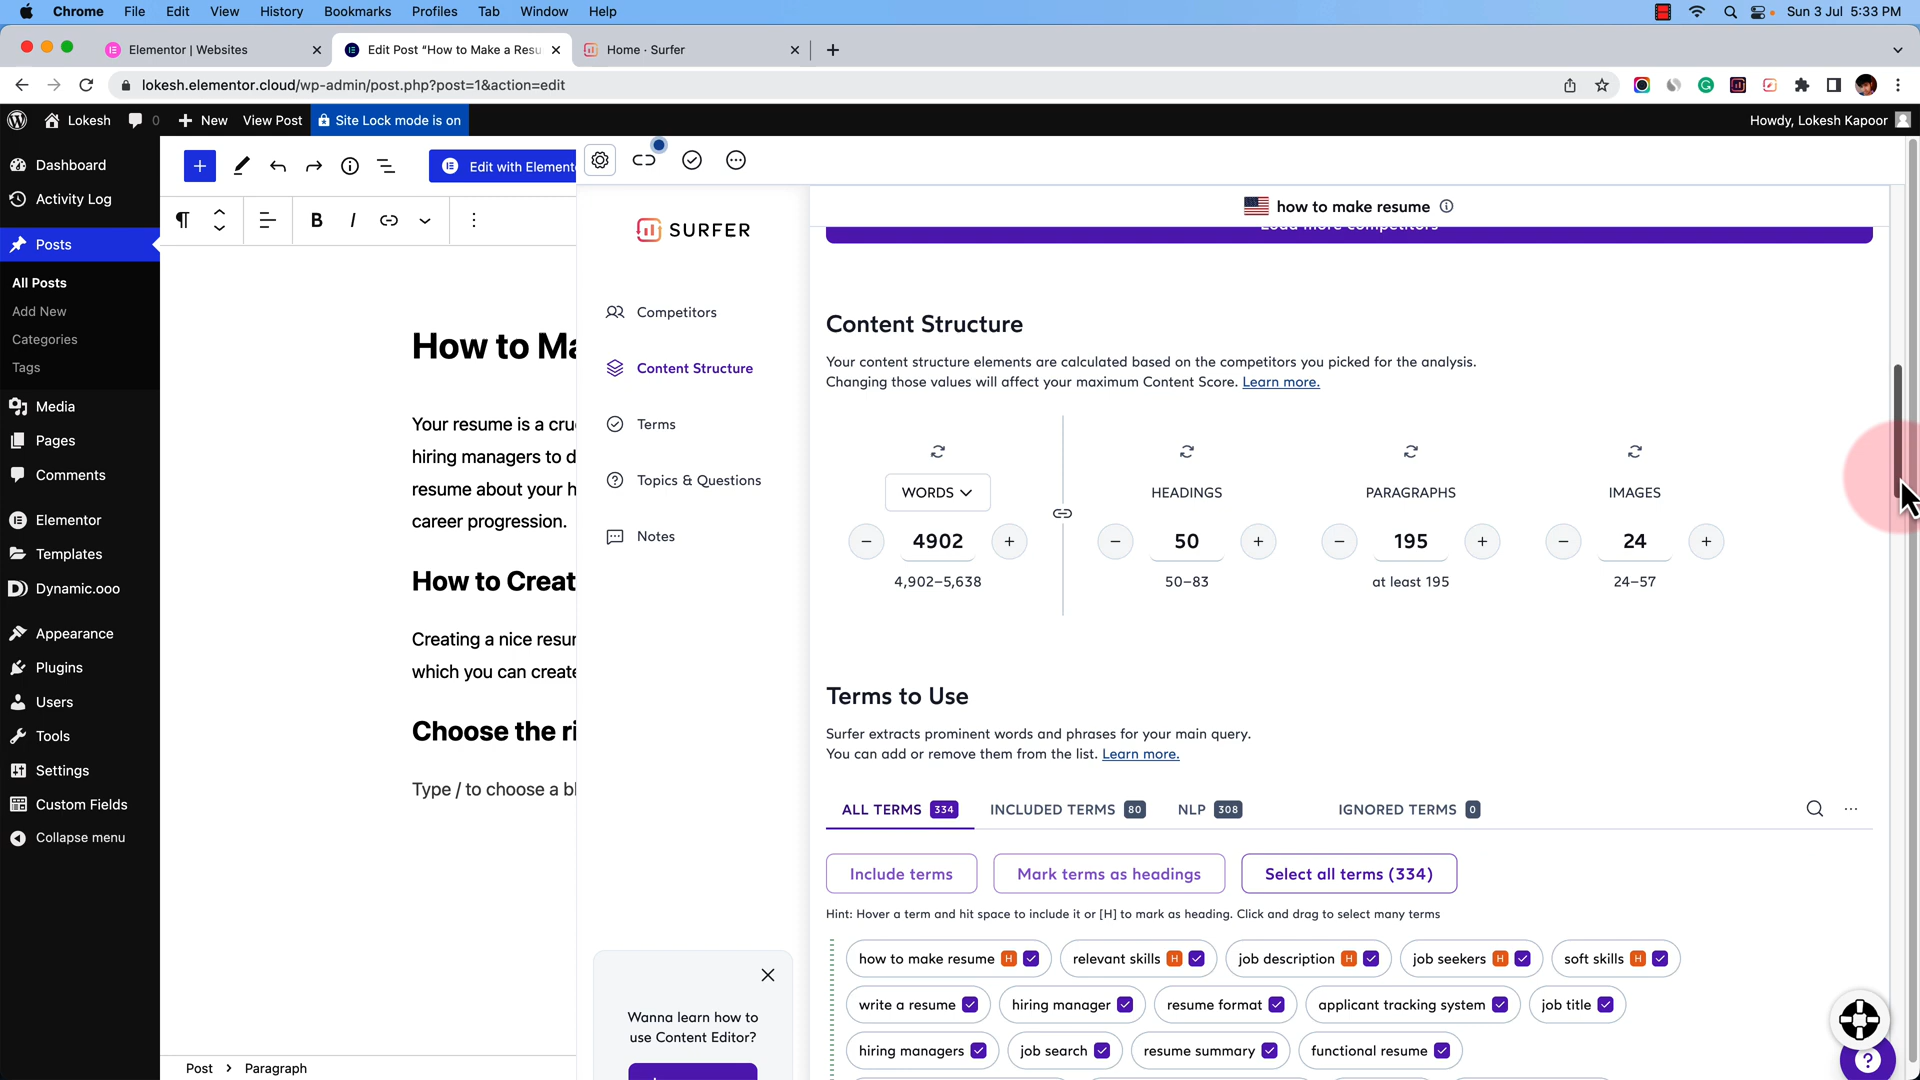 Chrome File Edit View History Bookmarks Profiles Tab Window Help
Sun 3 Jul 5:33 PM
Elementor | Websites
Edit Post “How to Make a Resu
Home · Surfer
lokesh.elementor.cloud/wp-admin/post.php?post=1&action=edit
Lokesh
0
New
View Post
Site Lock mode is on
Howdy, Lokesh Kapoor
Dashboard
Activity Log
Posts
All Posts
Add New
Categories
Tags
Media
Pages
Comments
Elementor
Templates
Dynamic.ooo
Appearance
Plugins
Users
Tools
Settings
Custom Fields
Collapse menu
Edit with Element
How to Ma
Your resume is a cru
hiring managers to d
resume about your h
career progression.
How to Creat
Creating a nice resu
which you can create
Choose the ri
Type / to choose a bl
Post › Paragraph
SURFER
Competitors
Content Structure
Terms
Topics & Questions
Notes
Wanna learn how to
use Content Editor?
how to make resume
Load more competitors
Content Structure
Your content structure elements are calculated based on the competitors you picked for the analysis.
Changing those values will affect your maximum Content Score. Learn more.
WORDS HEADINGS PARAGRAPHS IMAGES
− 4902 + − 50 + − 195 + − 24 +
4,902–5,638 50–83 at least 195 24–57
Terms to Use
Surfer extracts prominent words and phrases for your main query.
You can add or remove them from the list. Learn more.
ALL TERMS 334 INCLUDED TERMS 80 NLP 308 IGNORED TERMS 0
Include terms Mark terms as headings Select all terms (334)
Hint: Hover a term and hit space to include it or [H] to mark as heading. Click and drag to select many terms
how to make resume H relevant skills H job description H job seekers H soft skills H
write a resume hiring manager resume format applicant tracking system job title
hiring managers job search resume summary functional resume